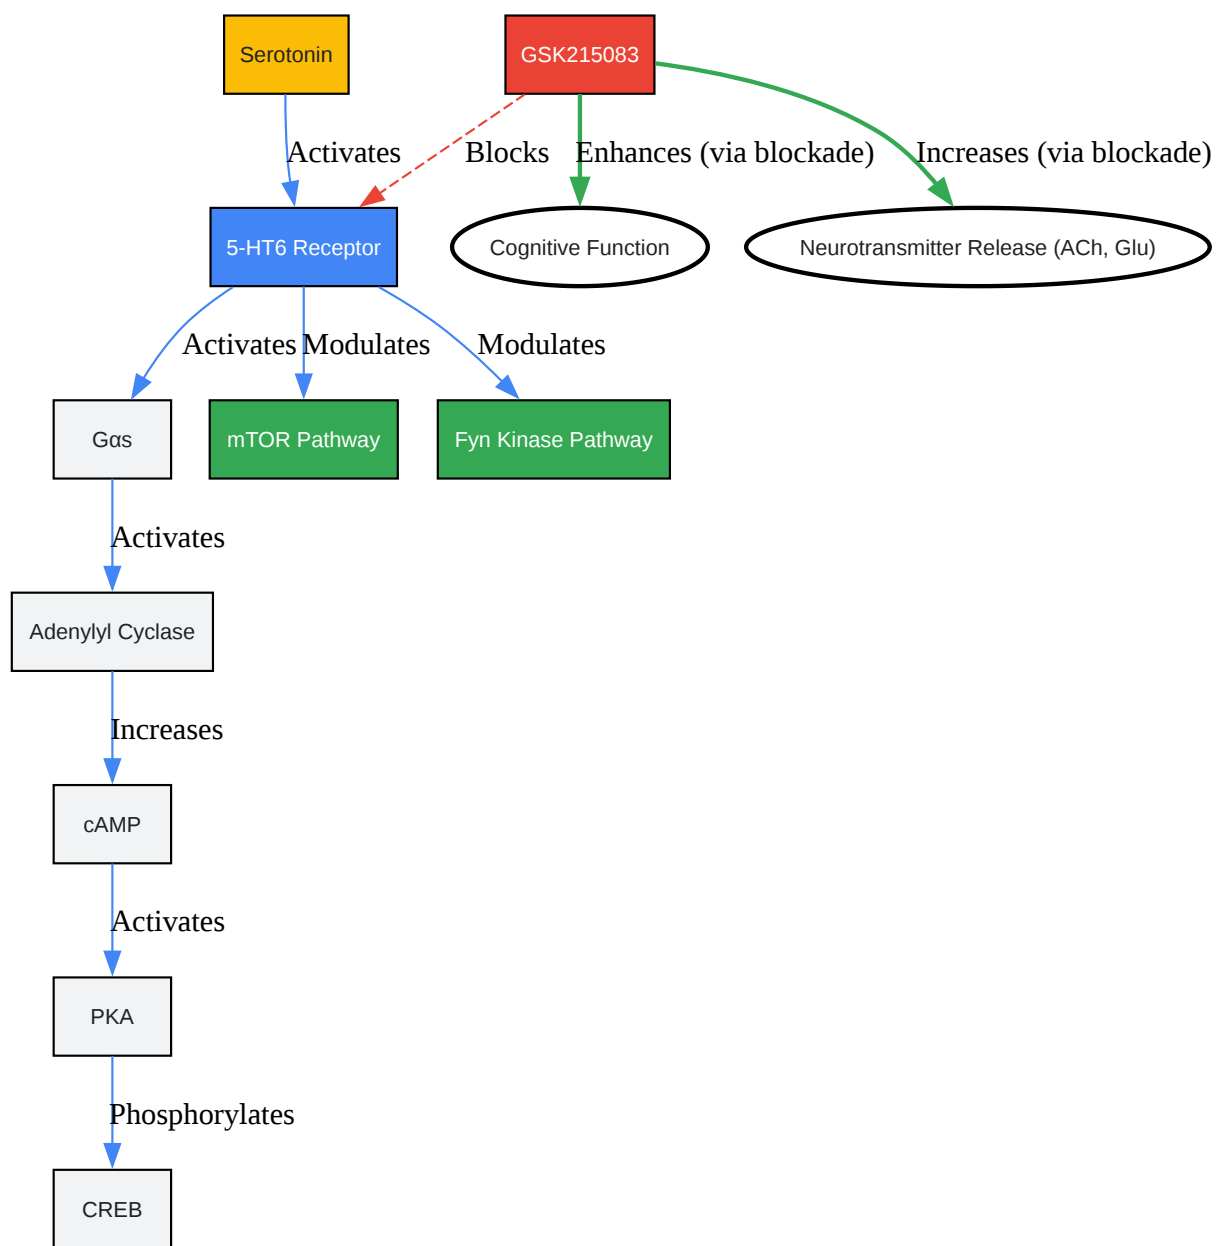 Serotonin
GSK215083
Activates
Blocks
Enhances (via blockade)
Increases (via blockade)
5-HT6 Receptor
Cognitive Function
Neurotransmitter Release (ACh, Glu)
Activates
Modulates
Modulates
Gαs
mTOR Pathway
Fyn Kinase Pathway
Activates
Adenylyl Cyclase
Increases
cAMP
Activates
PKA
Phosphorylates
CREB